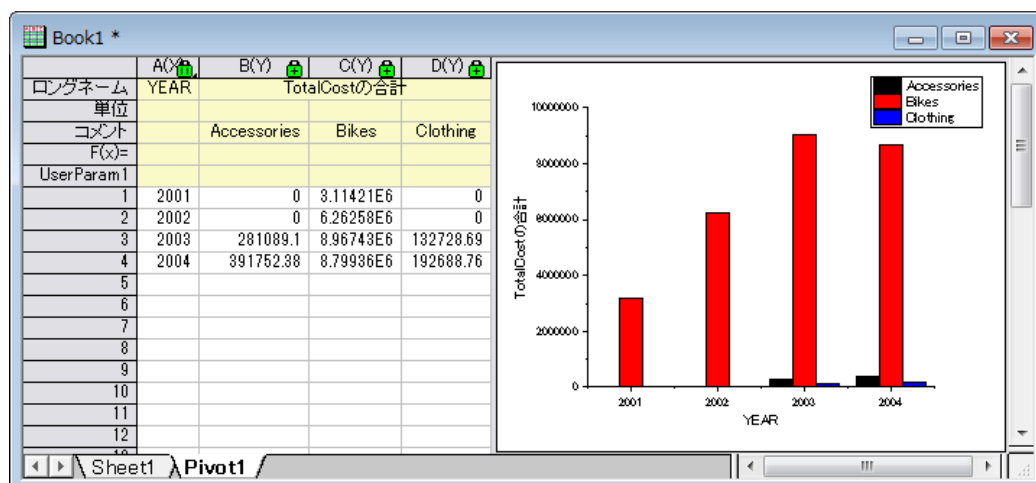 Book1 *
A(X) B(Y) C(Y) D(Y)
ロングネーム YEAR TotalCostの合計
単位
コメント Accessories Bikes Clothing
F(x)=
UserParam1
1 2001 0 3.11421E6 0
2 2002 0 6.26258E6 0
3 2003 281089.1 8.96743E6 132728.69
4 2004 391752.38 8.79936E6 192688.76
5
6
7
8
9
10
11
12
Sheet1 Pivot1
Accessories
Bikes
Clothing
10000000
8000000
6000000
4000000
2000000
0
TotalCostの合計
2001 2002 2003 2004
YEAR